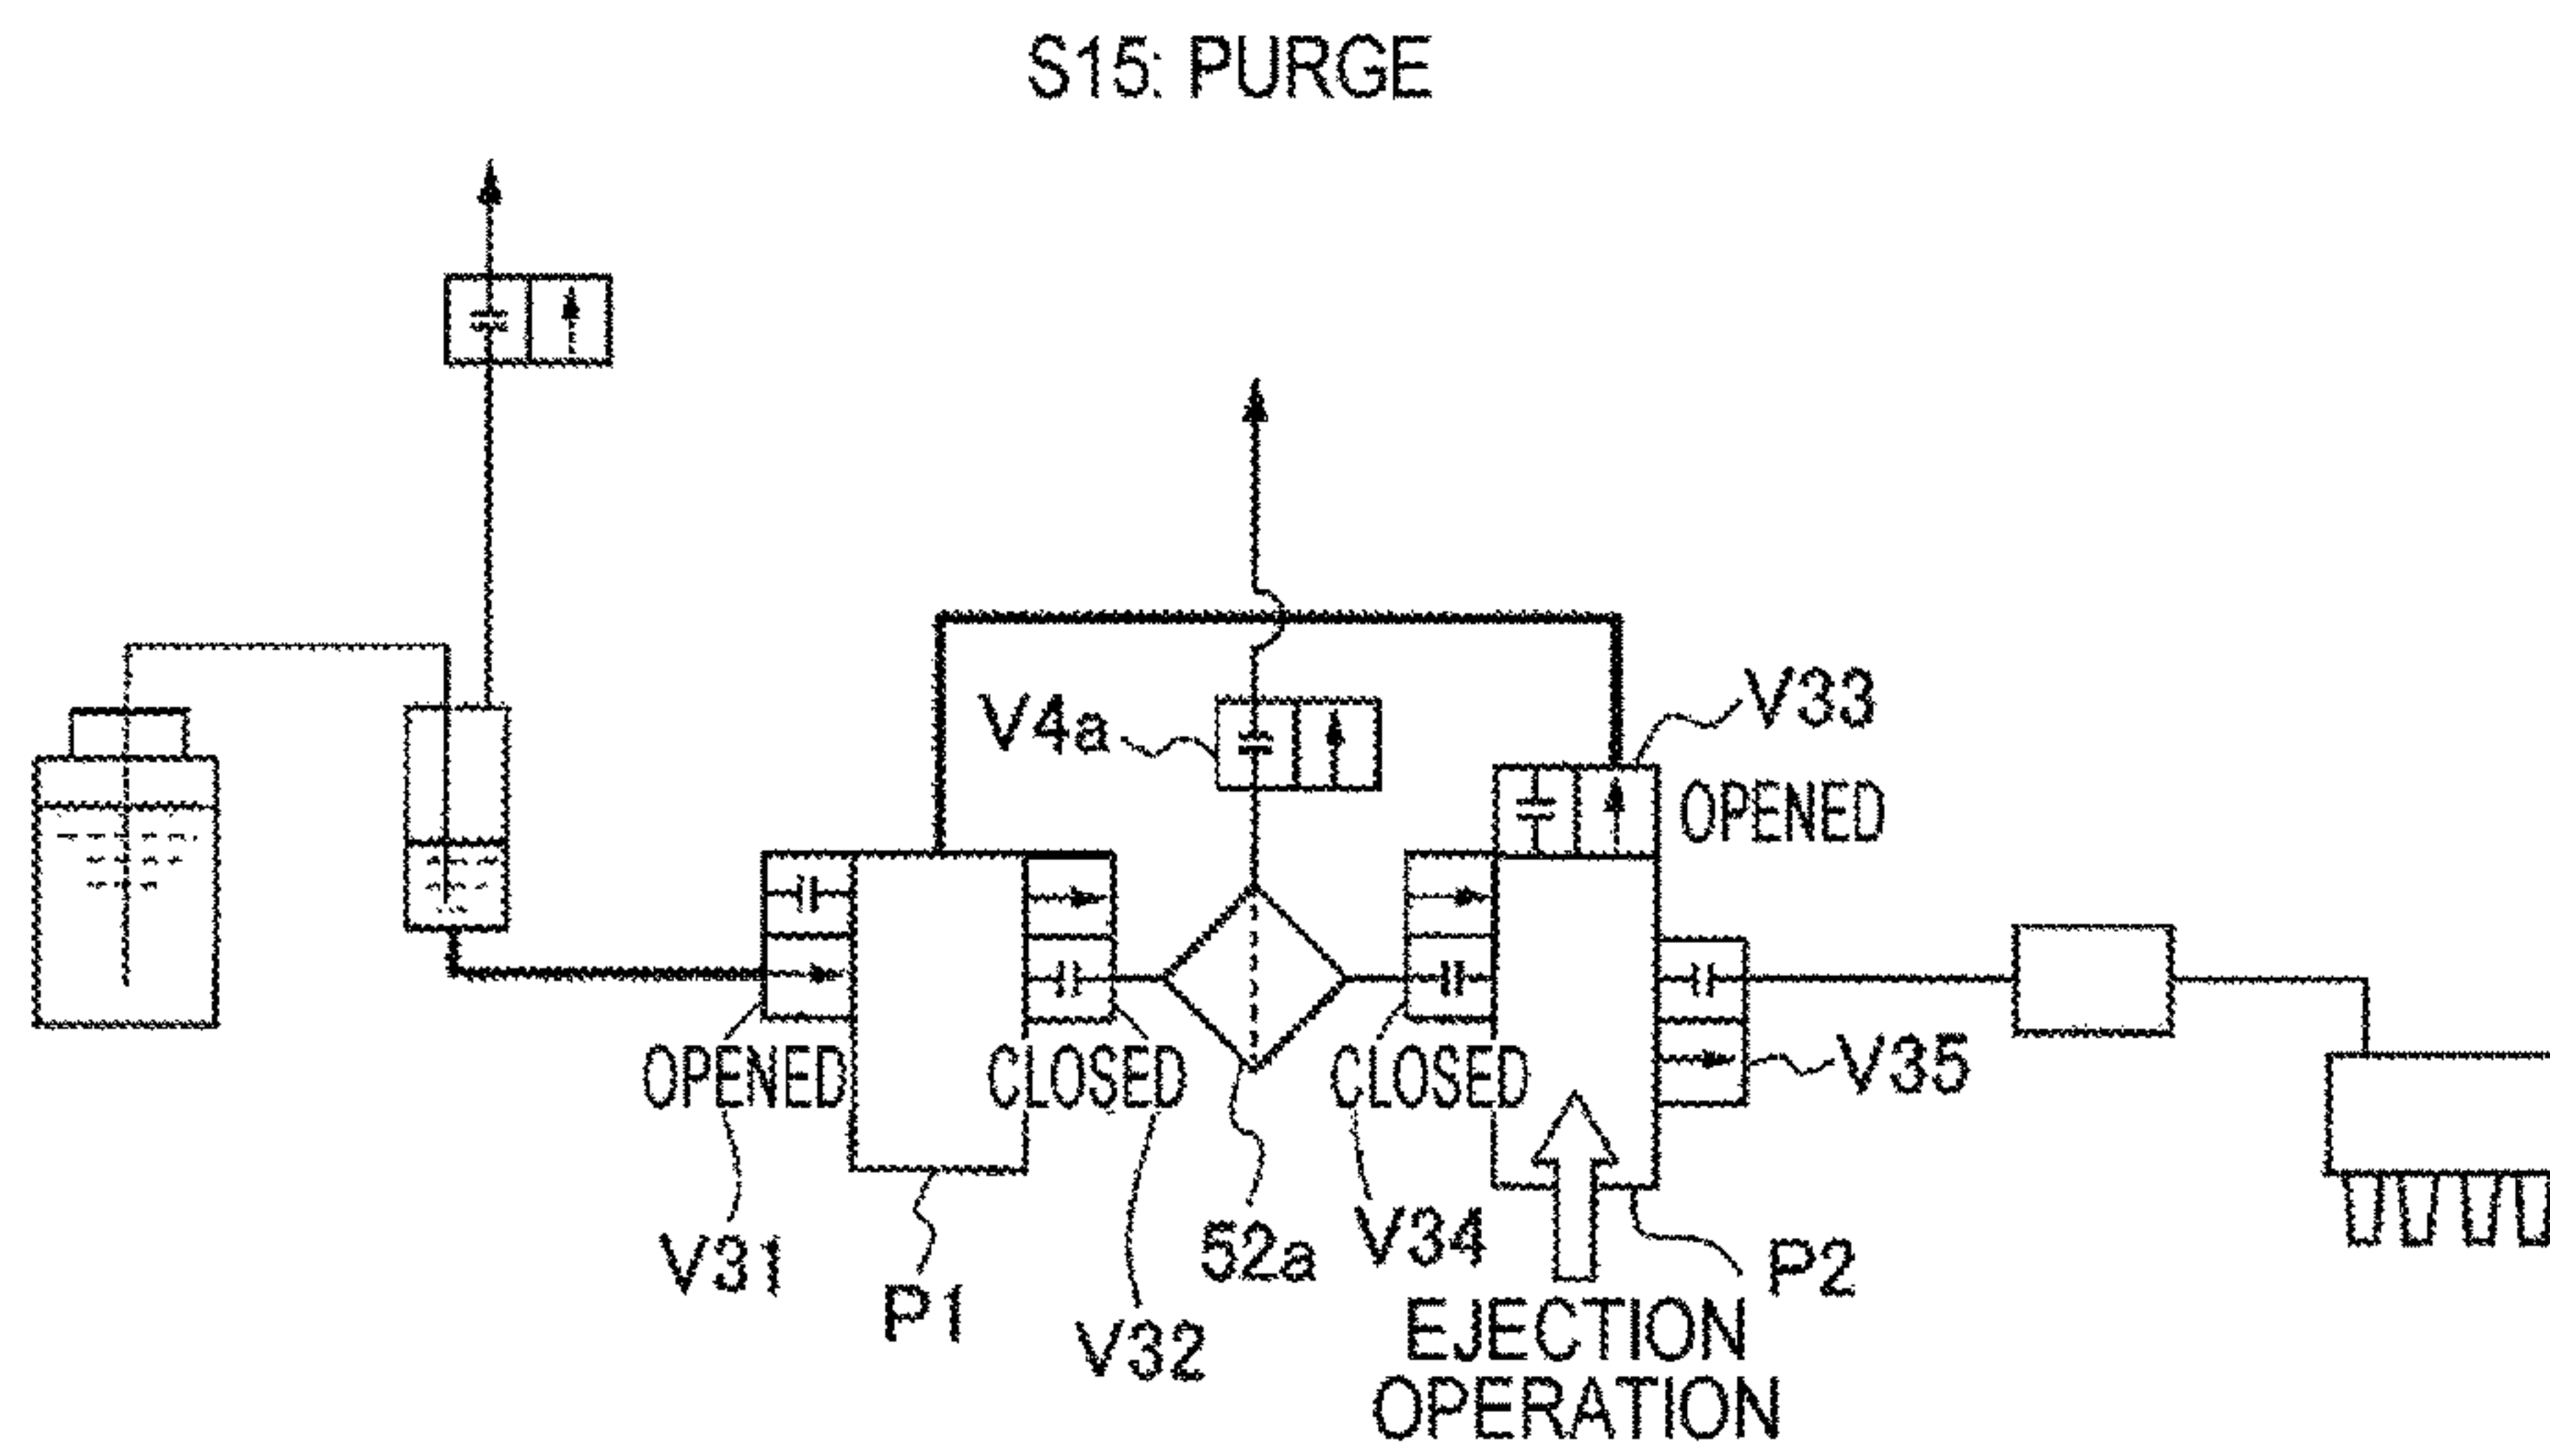 S15: PURGE
V4a
V33
OPENED
OPENED
CLOSED
CLOSED
V35
V31
P1
V32
52a
V34
P2
EJECTION
OPERATION